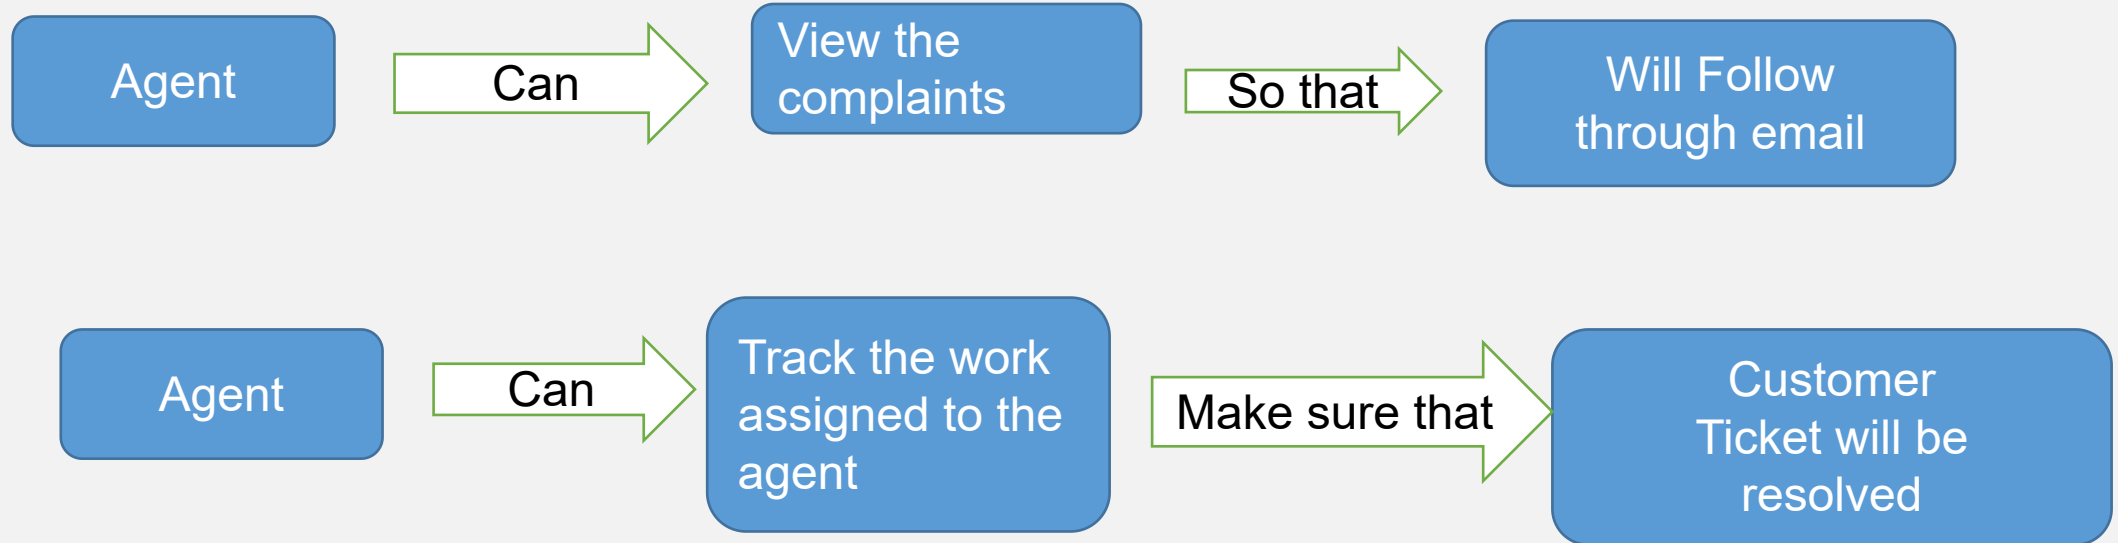 Agent
Can
View the
complaints
So that
Will Follow
through email
Agent
Can
Track the work
assigned to the
agent
Make sure that
Customer
Ticket will be
resolved